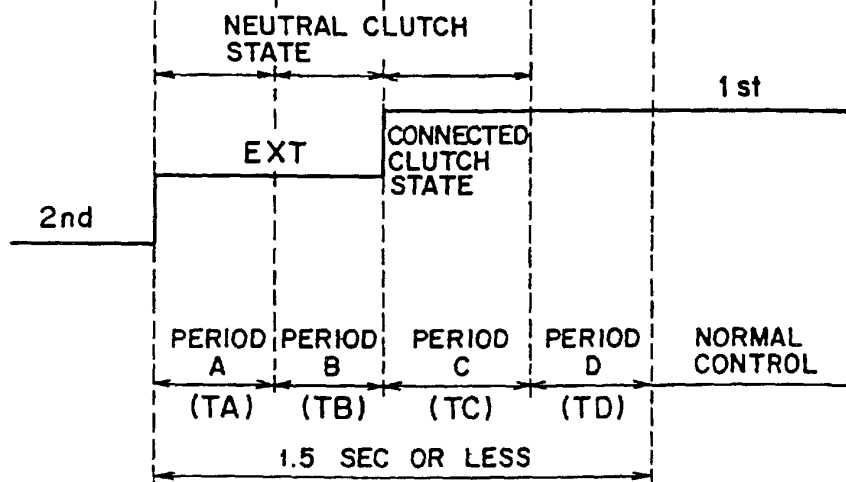 NEUTRAL CLUTCH
STATE
1st
EXT
CONNECTED
CLUTCH
STATE
2nd
PERIOD
A
PERIOD
B
PERIOD
C
PERIOD
D
NORMAL
CONTROL
(TA)
(TB)
(TC)
(TD)
1.5 SEC OR LESS